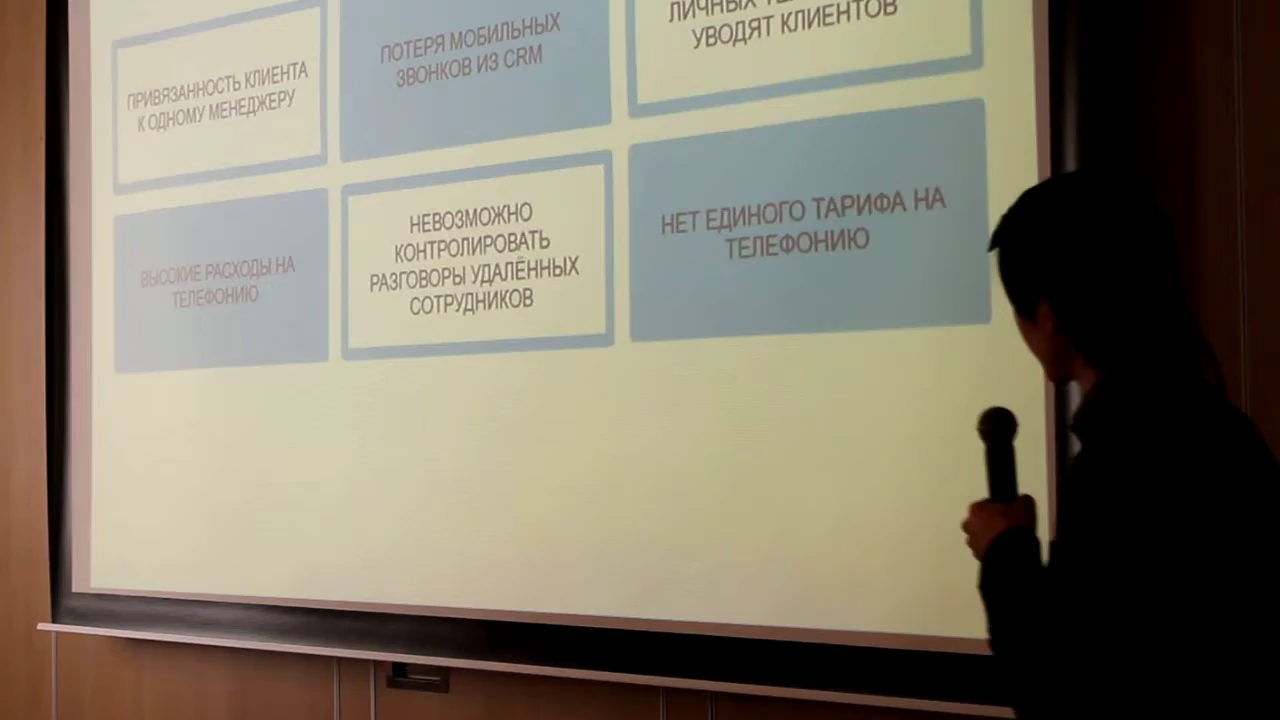 ПРИВЯЗАННОСТЬ КЛИЕНТА
К ОДНОМУ МЕНЕДЖЕРУ
ПОТЕРЯ МОБИЛЬНЫХ
ЗВОНКОВ ИЗ CRM
ЛИЧНЫХ
УВОДЯТ КЛИЕНТОВ
ВЫСОКИЕ РАСХОДЫ НА
ТЕЛЕФОНИЮ
НЕВОЗМОЖНО
КОНТРОЛИРОВАТЬ
РАЗГОВОРЫ УДАЛЁННЫХ
СОТРУДНИКОВ
НЕТ ЕДИНОГО ТАРИФА НА
ТЕЛЕФОНИЮ